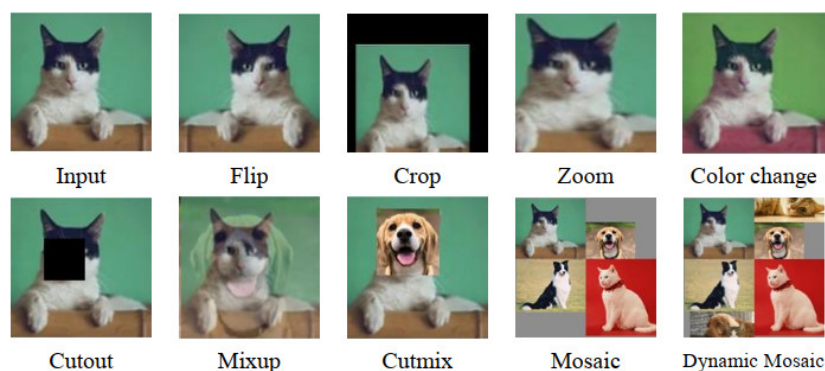 Input
Flip
Crop
Zoom
Color change
Cutout
Mixup
Cutmix
Mosaic
Dynamic Mosaic